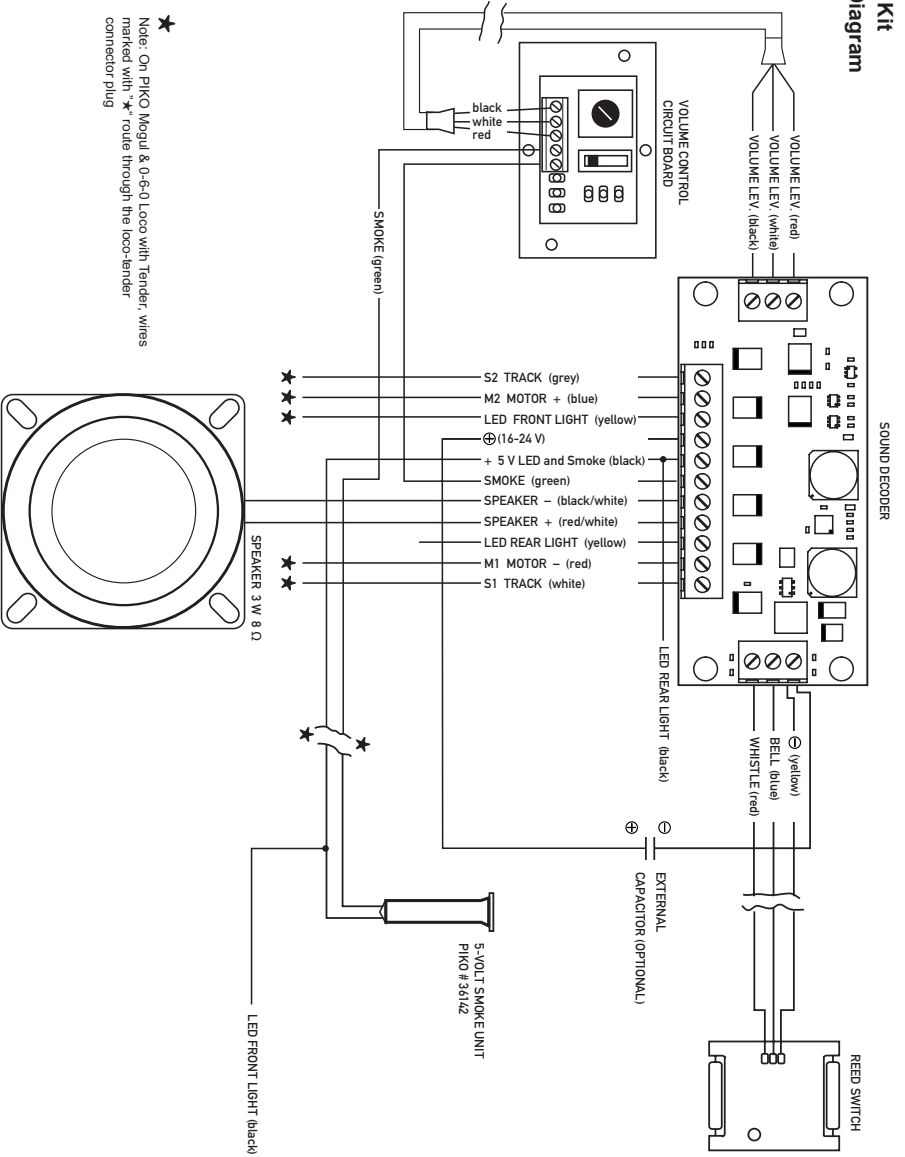 Kit
Diagram
★
Note: On PIKO Mogul & 0-6-0 Loco with Tender, wires
marked with "★" route through the loco-tender
connector plug
VOLUME CONTROL
CIRCUIT BOARD
black
white
red
VOLUME LEV. (red)
VOLUME LEV. (white)
VOLUME LEV. (black)
SOUND DECODER
SMOKE (green)
S2 TRACK (grey)
M2 MOTOR + (blue)
LED FRONT LIGHT (yellow)
⊕ (16-24 V)
+ 5 V LED and Smoke (black)
SMOKE (green)
SPEAKER – (black/white)
SPEAKER + (red/white)
LED REAR LIGHT (yellow)
M1 MOTOR – (red)
S1 TRACK (white)
SPEAKER 3 W 8 Ω
LED REAR LIGHT (black)
⊖ (yellow)
BELL (blue)
WHISTLE (red)
⊖
⊕
EXTERNAL
CAPACITOR (OPTIONAL)
5-VOLT SMOKE UNIT
PIKO # 36142
LED FRONT LIGHT (black)
REED SWITCH